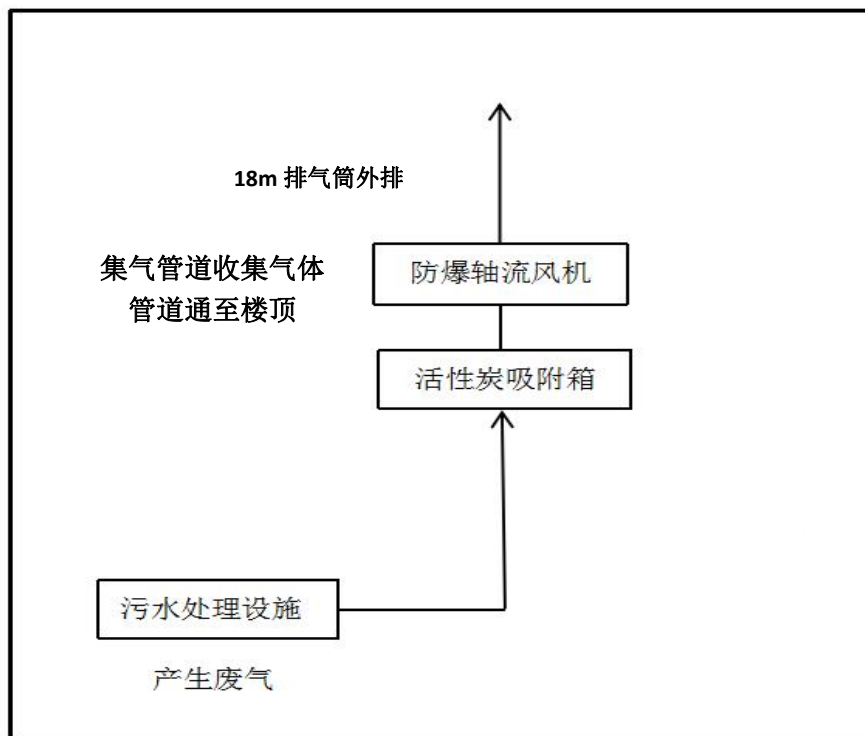 18m 排气筒外排
集气管道收集气体
管道通至楼顶
防爆轴流风机
活性炭吸附箱
污水处理设施
产生废气